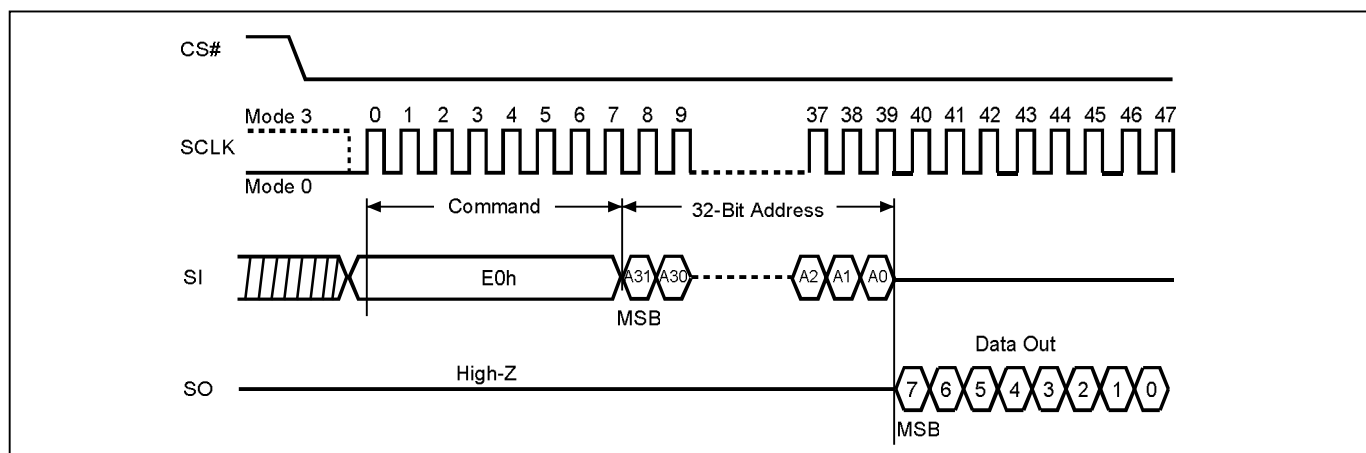 CS#
Mode 3
0 1 2 3 4 5 6 7 8 9 37 38 39 40 41 42 43 44 45 46 47
SCLK
Mode 0
Command 32-Bit Address
SI E0h A31 A30 A2 A1 A0
MSB
Data Out
High-Z
SO 7 6 5 4 3 2 1 0
MSB